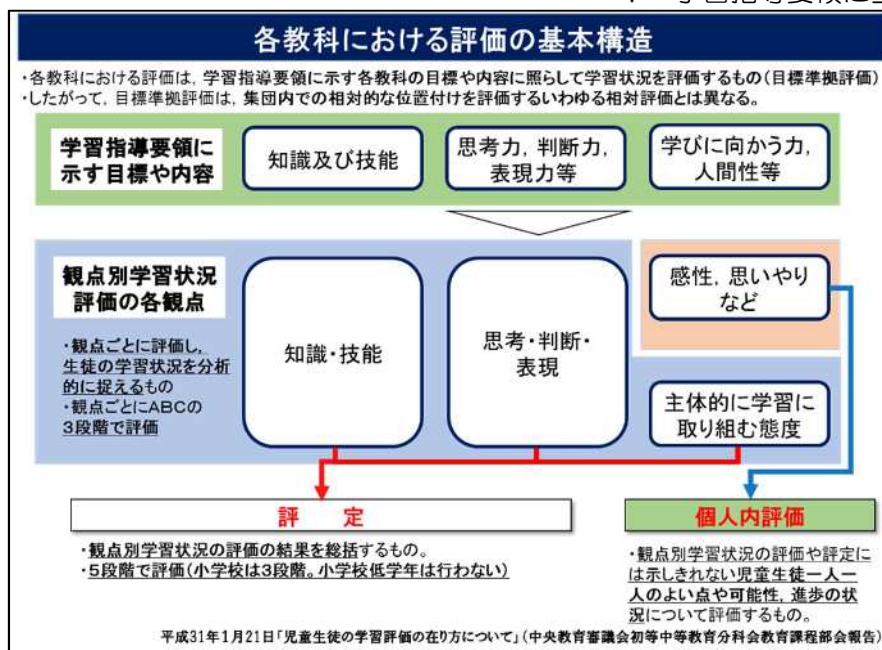 各教科における評価の基本構造
・各教科における評価は，学習指導要領に示す各教科の目標や内容に照らして学習状況を評価するもの(目標準拠評価)
・したがって，目標準拠評価は，集団内での相対的な位置付けを評価するいわゆる相対評価とは異なる。
学習指導要領に
示す目標や内容
知識及び技能
思考力，判断力，
表現力等
学びに向かう力，
人間性等
観点別学習状況
評価の各観点
・観点ごとに評価し，
生徒の学習状況を分析
的に捉えるもの
・観点ごとにABCの
3段階で評価
知識・技能
思考・判断・
表現
感性，思いやり
など
主体的に学習に
取り組む態度
評　定
・観点別学習状況の評価の結果を総括するもの。
・5段階で評価(小学校は3段階。小学校低学年は行わない)
個人内評価
・観点別学習状況の評価や評定に
は示しきれない児童生徒一人一
人のよい点や可能性，進歩の状
況について評価するもの。
平成31年1月21日「児童生徒の学習評価の在り方について」(中央教育審議会初等中等教育分科会教育課程部会報告)